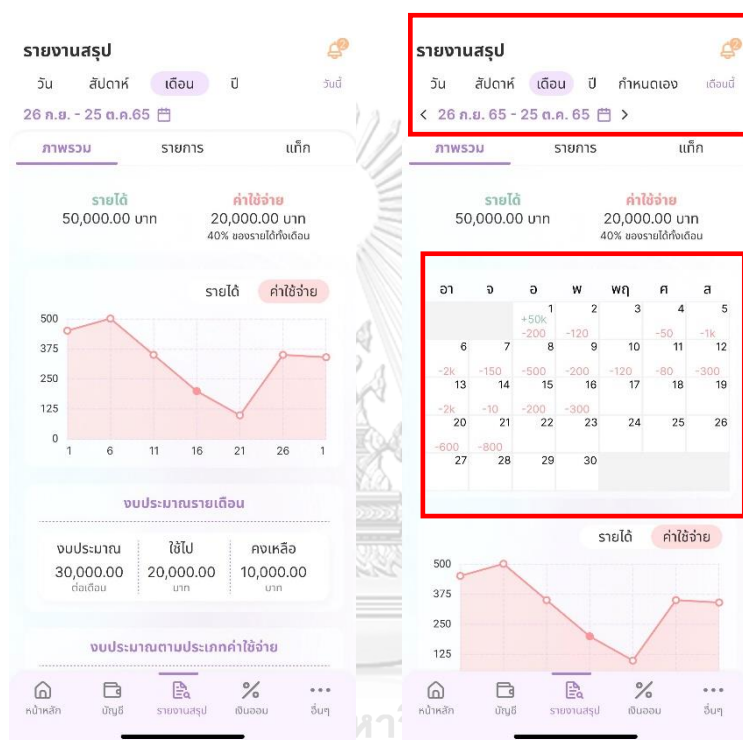 รายงานสรุป
2
วัน สัปดาห์ เดือน ปี วันนี้
26 ก.ย. - 25 ต.ค.65
ภาพรวม รายการ แท็ก
รายได้ ค่าใช้จ่าย
50,000.00 บาท 20,000.00 บาท
40% ของรายได้ทั้งเดือน
รายได้ ค่าใช้จ่าย
500
375
250
125
0
1 6 11 16 21 26 1
งบประมาณรายเดือน
งบประมาณ ใช้ไป คงเหลือ
30,000.00 20,000.00 10,000.00
ต่อเดือน บาท บาท
งบประมาณตามประเภทค่าใช้จ่าย
หน้าหลัก บัญชี รายงานสรุป เงินออม อื่นๆ
รายงานสรุป
2
วัน สัปดาห์ เดือน ปี กำหนดเอง เดือนนี้
< 26 ก.ย. 65 - 25 ต.ค. 65 >
ภาพรวม รายการ แท็ก
รายได้ ค่าใช้จ่าย
50,000.00 บาท 20,000.00 บาท
40% ของรายได้ทั้งเดือน
อา จ อ พ พฤ ศ ส
1 2 3 4 5
+50k
-200 -120 -50 -1k
6 7 8 9 10 11 12
-2k -150 -500 -200 -120 -80 -300
13 14 15 16 17 18 19
-2k -10 -200 -300
20 21 22 23 24 25 26
-600 -800
27 28 29 30
รายได้ ค่าใช้จ่าย
500
375
250
125
หน้าหลัก บัญชี รายงานสรุป เงินออม อื่นๆ